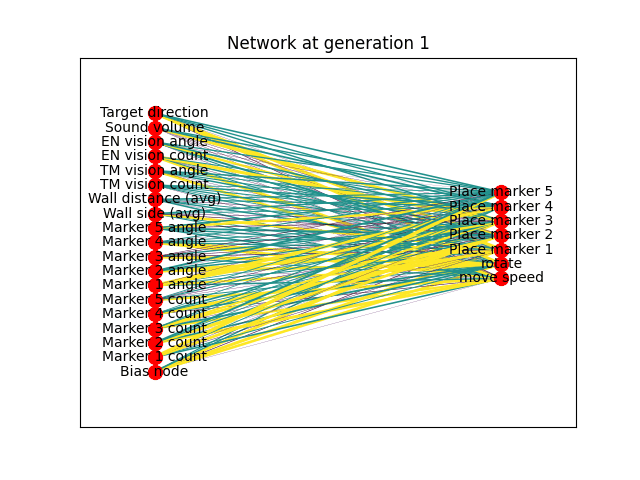 Network at generation 1
Target direction
Sound volume
EN vision angle
EN vision count
TM vision angle
TM vision count
Wall distance (avg)
Wall side (avg)
Marker 5 angle
Marker 4 angle
Marker 3 angle
Marker 2 angle
Marker 1 angle
Marker 5 count
Marker 4 count
Marker 3 count
Marker 2 count
Marker 1 count
Bias node
Place marker 5
Place marker 4
Place marker 3
Place marker 2
Place marker 1
rotate
move speed